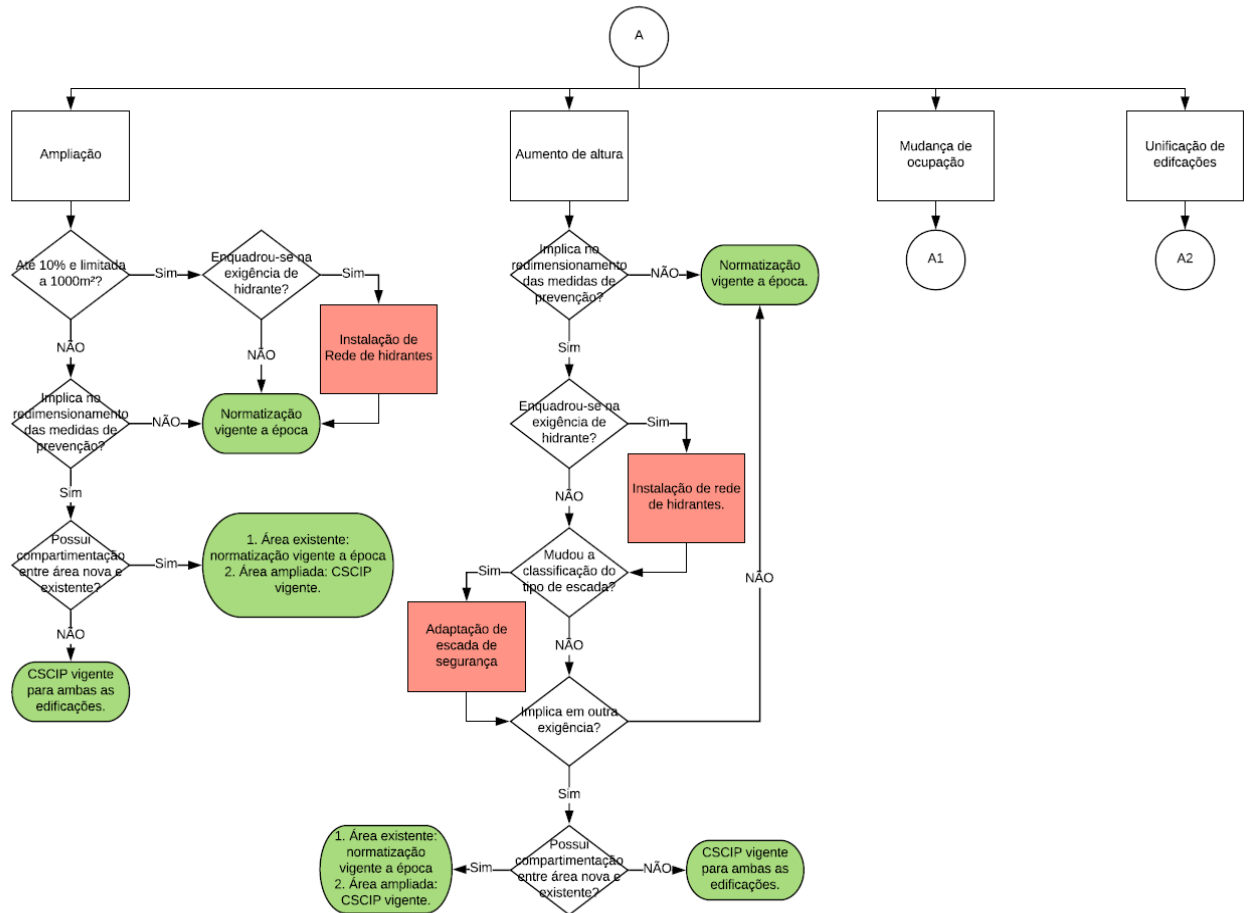 A
Ampliação
Aumento de altura
Mudança de
ocupação
Unificação de
edifcações
Até 10% e limitada
a 1000m²?
Sim
Enquadrou-se na
exigência de
hidrante?
Sim
Implica no
redimensionamento
das medidas de
prevenção?
NÃO
Normatização
vigente a época.
A1
A2
Instalação de
Rede de hidrantes
NÃO
NÃO
Sim
Implica no
redimensionamento
das medidas de
prevenção?
NÃO
Normatização
vigente a época
Enquadrou-se na
exigência de
hidrante?
Sim
Sim
NÃO
Instalação de rede
de hidrantes.
Possui
compartimentação
entre área nova e
existente?
Sim
1. Área existente:
normatização vigente a época
2. Área ampliada: CSCIP
vigente.
Mudou a
classificação do
tipo de escada?
Sim
NÃO
NÃO
Adaptação de
escada de
segurança
NÃO
CSCIP vigente
para ambas as
edificações.
Implica em outra
exigência?
Sim
1. Área existente:
normatização
vigente a época
2. Área ampliada:
CSCIP vigente.
Sim
Possui
compartimentação
entre área nova e
existente?
NÃO
CSCIP vigente
para ambas as
edificações.